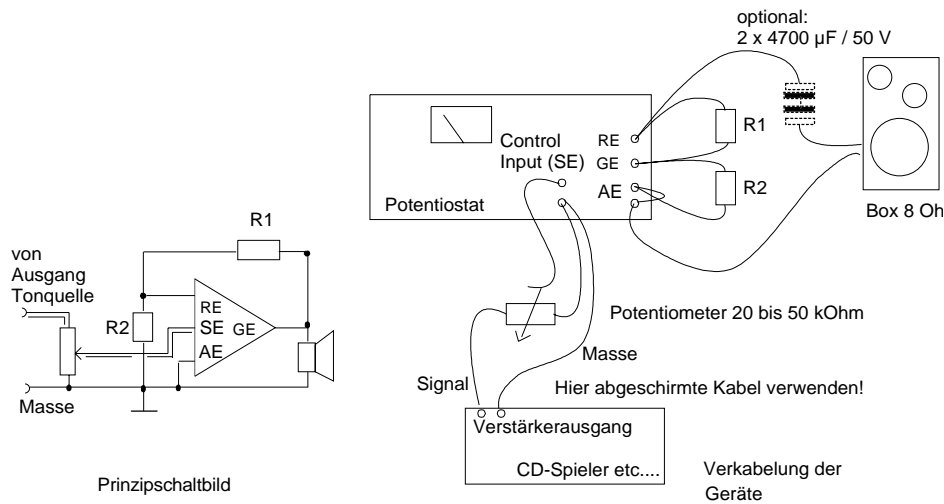 optional:
2 x 4700 µF / 50 V
R1
RE
Control
Input (SE)
GE
AE
R2
Potentiostat
Box 8 Oh
R1
von
Ausgang
Tonquelle
RE
R2
SE
GE
AE
Masse
Potentiometer 20 bis 50 kOhm
Masse
Signal
Hier abgeschirmte Kabel verwenden!
Verstärkerausgang
CD-Spieler etc....
Prinzipschaltbild
Verkabelung der
Geräte